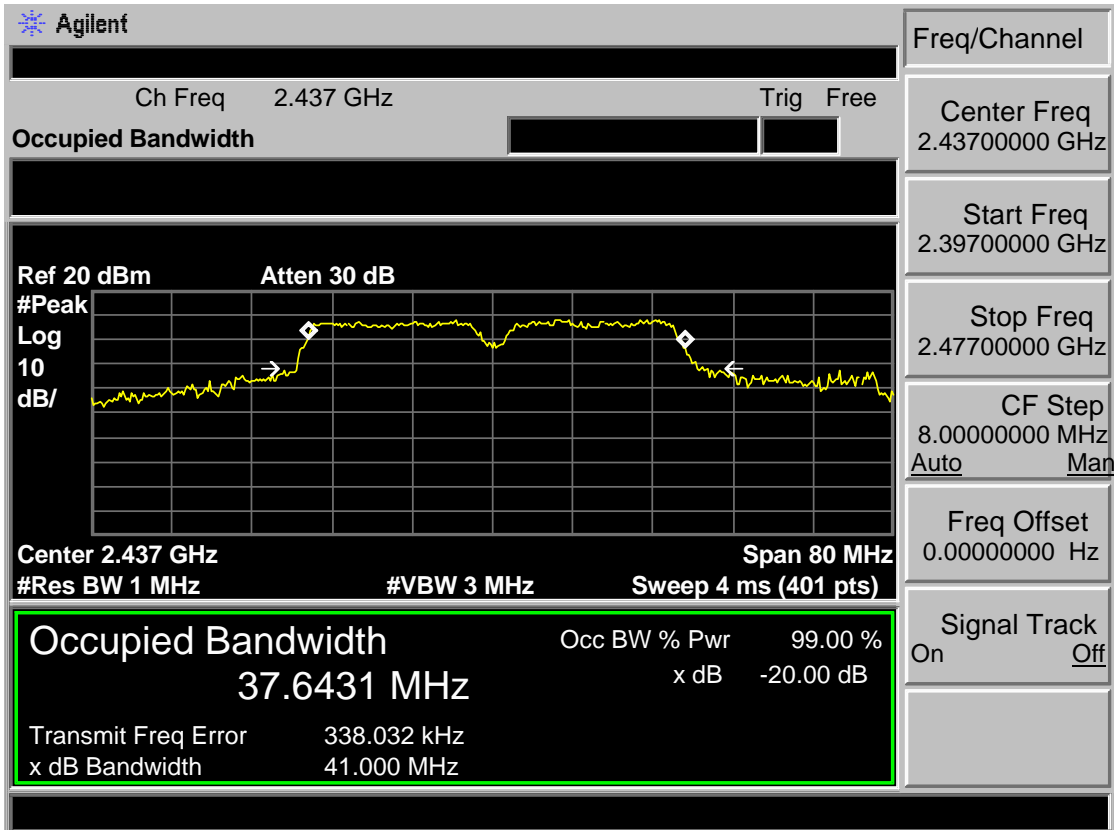 Agilent
Freq/Channel
Ch Freq 2.437 GHz Trig Free
Occupied Bandwidth
Center Freq
2.43700000 GHz
Start Freq
2.39700000 GHz
Stop Freq
2.47700000 GHz
CF Step
8.00000000 MHz
Auto Man
Freq Offset
0.00000000 Hz
Signal Track
On Off
Ref 20 dBm Atten 30 dB
#Peak
Log
10
dB/
Center 2.437 GHz Span 80 MHz
#Res BW 1 MHz #VBW 3 MHz Sweep 4 ms (401 pts)
Occupied Bandwidth Occ BW % Pwr 99.00 %
37.6431 MHz x dB -20.00 dB
Transmit Freq Error 338.032 kHz
x dB Bandwidth 41.000 MHz